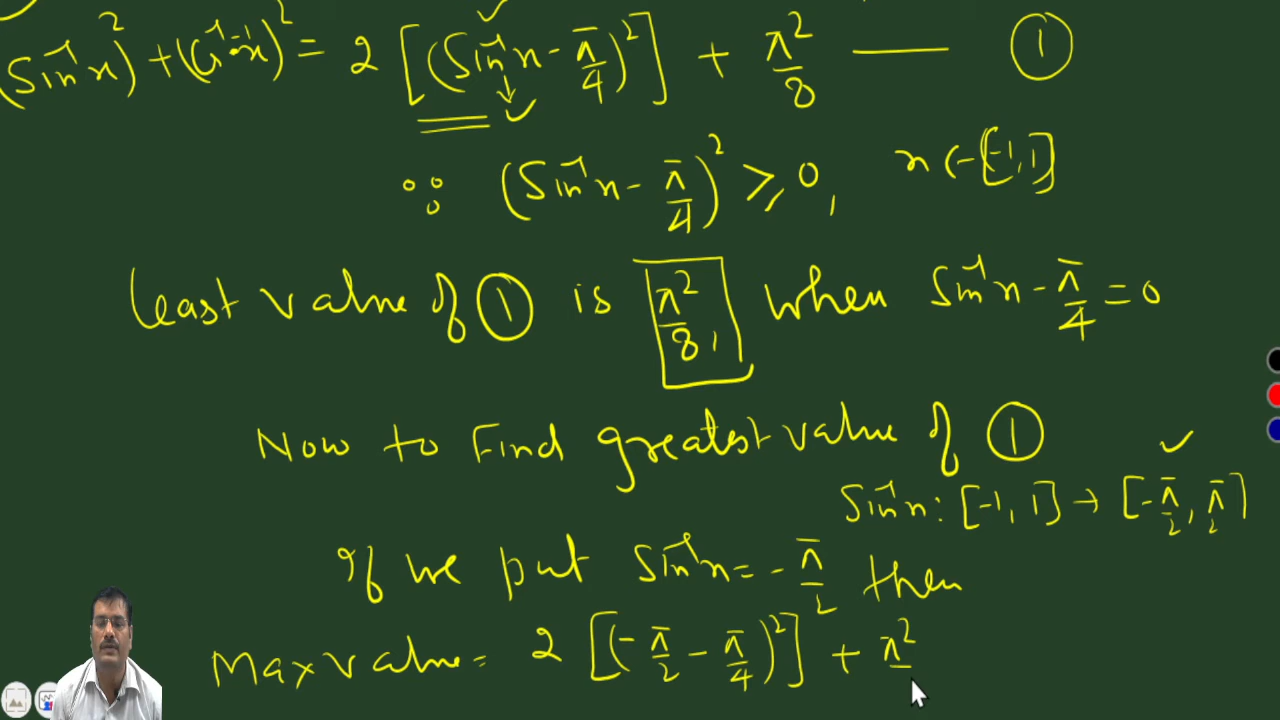 (Sin⁻¹x)² + (Cos⁻¹x)² = 2 [(Sin⁻¹x - π/4)²] + π²/8 —— ①
∵ (Sin⁻¹x - π/4)² ≥ 0, x ∈ [-1, 1]
Least value of ① is π²/8, when Sin⁻¹x - π/4 = 0
Now to Find greatest value of ①
Sin⁻¹x : [-1, 1] → [-π/2, π/2]
If we put Sin⁻¹x = -π/2 then
Max value = 2 [(-π/2 - π/4)²] + π²